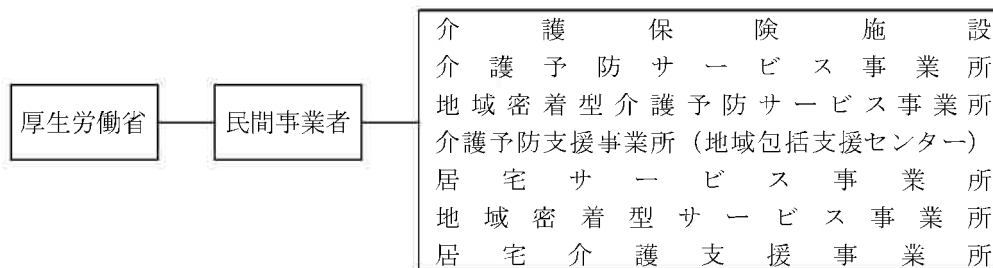 厚生労働省
民間事業者
介護保険施設
介護予防サービス事業所
地域密着型介護予防サービス事業所
介護予防支援事業所（地域包括支援センター）
居宅サービス事業所
地域密着型サービス事業所
居宅介護支援事業所